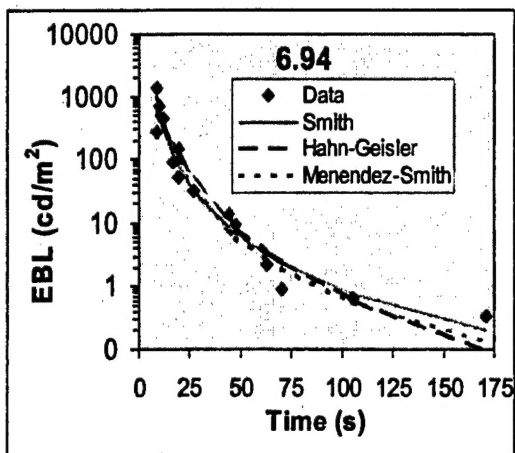 6.94
Data
Smith
Hahn-Geisler
Menendez-Smith
EBL (cd/m²)
10000
1000
100
10
1
0
0 25 50 75 100 125 150 175
Time (s)